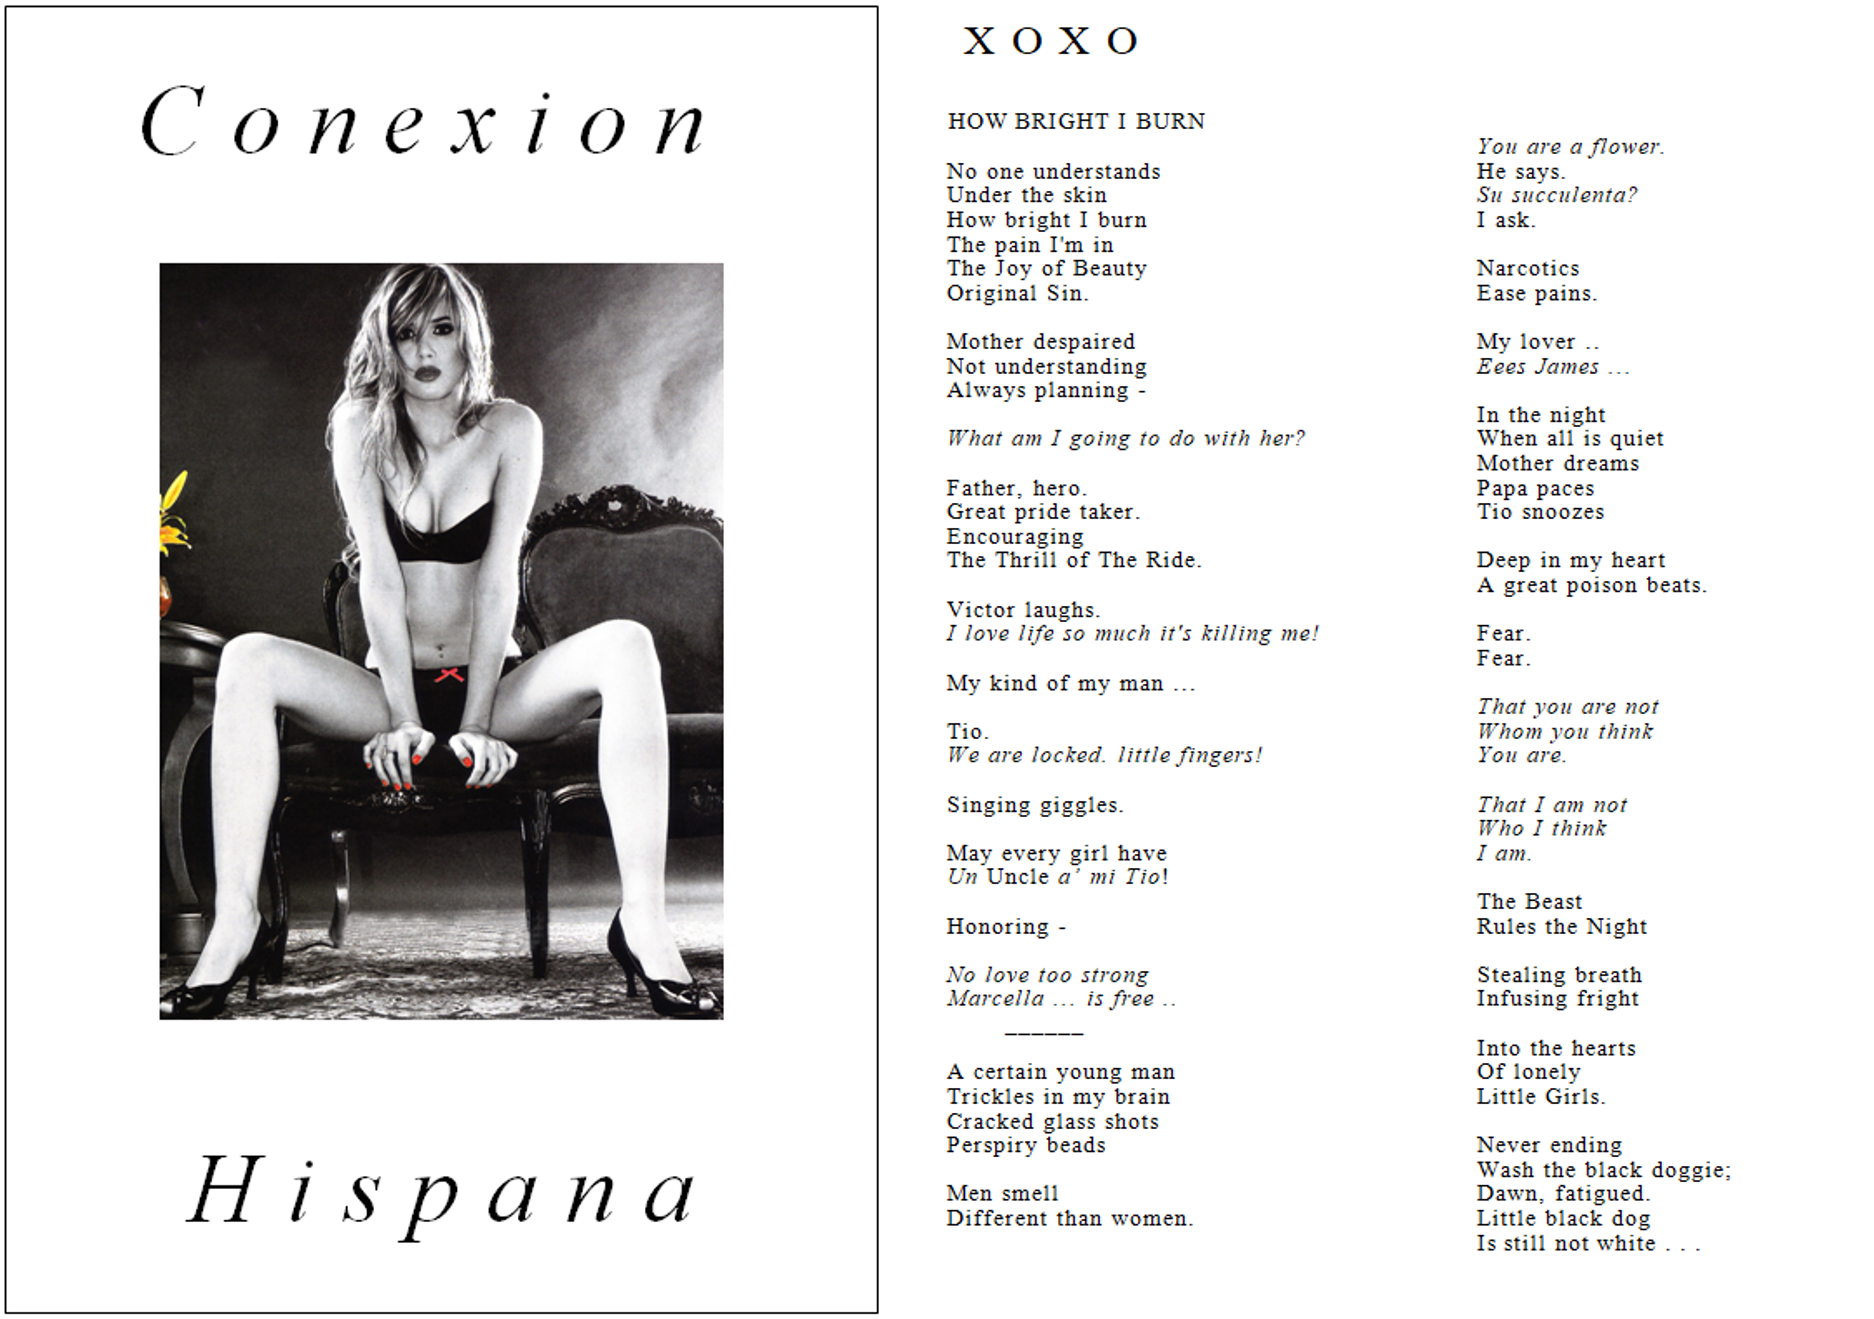 Conexion
Hispana
XOXO
HOW BRIGHT I BURN
No one understands
Under the skin
How bright I burn
The pain I'm in
The Joy of Beauty
Original Sin.
Mother despaired
Not understanding
Always planning -
What am I going to do with her?
Father, hero.
Great pride taker.
Encouraging
The Thrill of The Ride.
Victor laughs.
I love life so much it's killing me!
My kind of my man ...
Tio.
We are locked. little fingers!
Singing giggles.
May every girl have
Un Uncle a' mi Tio!
Honoring -
No love too strong
Marcella ... is free ..
______
A certain young man
Trickles in my brain
Cracked glass shots
Perspiry beads
Men smell
Different than women.
You are a flower.
He says.
Su succulenta?
I ask.
Narcotics
Ease pains.
My lover ..
Eees James ...
In the night
When all is quiet
Mother dreams
Papa paces
Tio snoozes
Deep in my heart
A great poison beats.
Fear.
Fear.
That you are not
Whom you think
You are.
That I am not
Who I think
I am.
The Beast
Rules the Night
Stealing breath
Infusing fright
Into the hearts
Of lonely
Little Girls.
Never ending
Wash the black doggie;
Dawn, fatigued.
Little black dog
Is still not white . . .